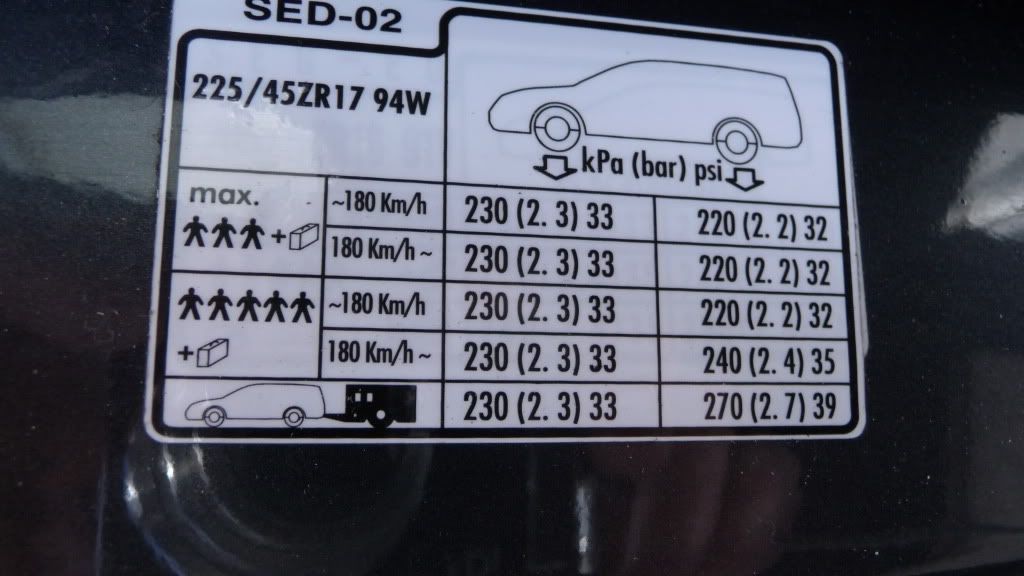 SED-02
225/45ZR17 94W
kPa (bar) psi
max.
~180 Km/h 230 (2. 3) 33 220 (2. 2) 32
+ 180 Km/h ~ 230 (2. 3) 33 220 (2. 2) 32
~180 Km/h 230 (2. 3) 33 220 (2. 2) 32
+ 180 Km/h ~ 230 (2. 3) 33 240 (2. 4) 35
230 (2. 3) 33 270 (2. 7) 39